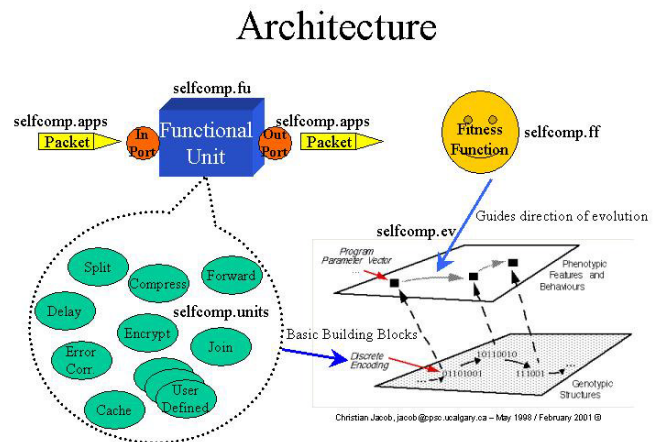 Architecture
selfcomp.fu
selfcomp.apps
selfcomp.apps
Packet
In
Port
Functional
Unit
Out
Port
Packet
Fitness
Function
selfcomp.ff
Guides direction of evolution
selfcomp.ev
Program
Parameter Vector
...
Phenotypic
Features and
Behaviours
Split
Compress
Forward
Delay
selfcomp.units
Encrypt
Join
Error
Corr.
User
Defined
Cache
Basic Building Blocks
Discrete
Encoding
...
01101001
10110010
111001
...
Genotypic
Structures
Christian Jacob, jacob@cpsc.ucalgary.ca – May 1998 / February 2001 ©